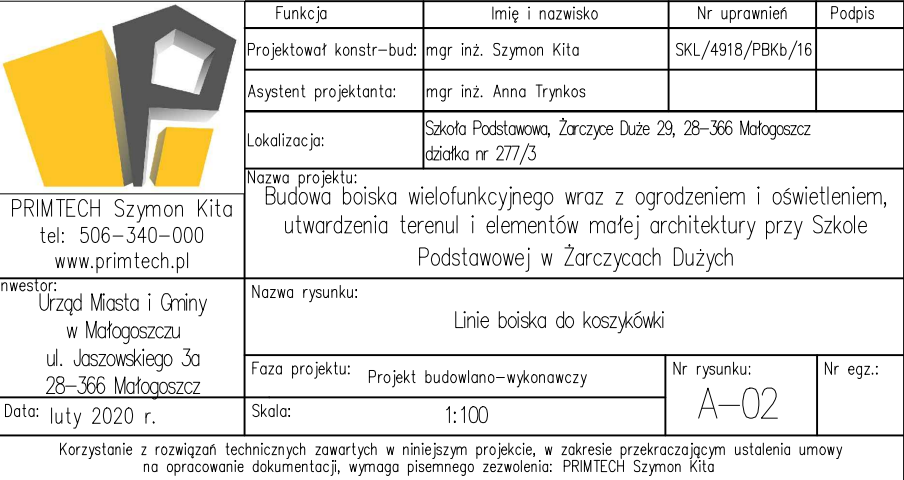 Funkcja Imię i nazwisko Nr uprawnień Podpis
Projektował konstr-bud: mgr inż. Szymon Kita SKL/4918/PBKb/16
Asystent projektanta: mgr inż. Anna Trynkos
Lokalizacja: Szkoła Podstawowa, Żarczyce Duże 29, 28-366 Małogoszcz
działka nr 277/3
PRIMTECH Szymon Kita
tel: 506-340-000
www.primtech.pl
Nazwa projektu:
Budowa boiska wielofunkcyjnego wraz z ogrodzeniem i oświetleniem,
utwardzenia terenul i elementów małej architektury przy Szkole
Podstawowej w Żarczycach Dużych
nwestor:
Urząd Miasta i Gminy
w Małogoszczu
ul. Jaszowskiego 3a
28-366 Małogoszcz
Data: luty 2020 r.
Nazwa rysunku:
Linie boiska do koszykówki
Faza projektu: Projekt budowlano-wykonawczy
Skala: 1:100
Nr rysunku:
A-02
Nr egz.:
Korzystanie z rozwiązań technicznych zawartych w niniejszym projekcie, w zakresie przekraczającym ustalenia umowy
na opracowanie dokumentacji, wymaga pisemnego zezwolenia: PRIMTECH Szymon Kita